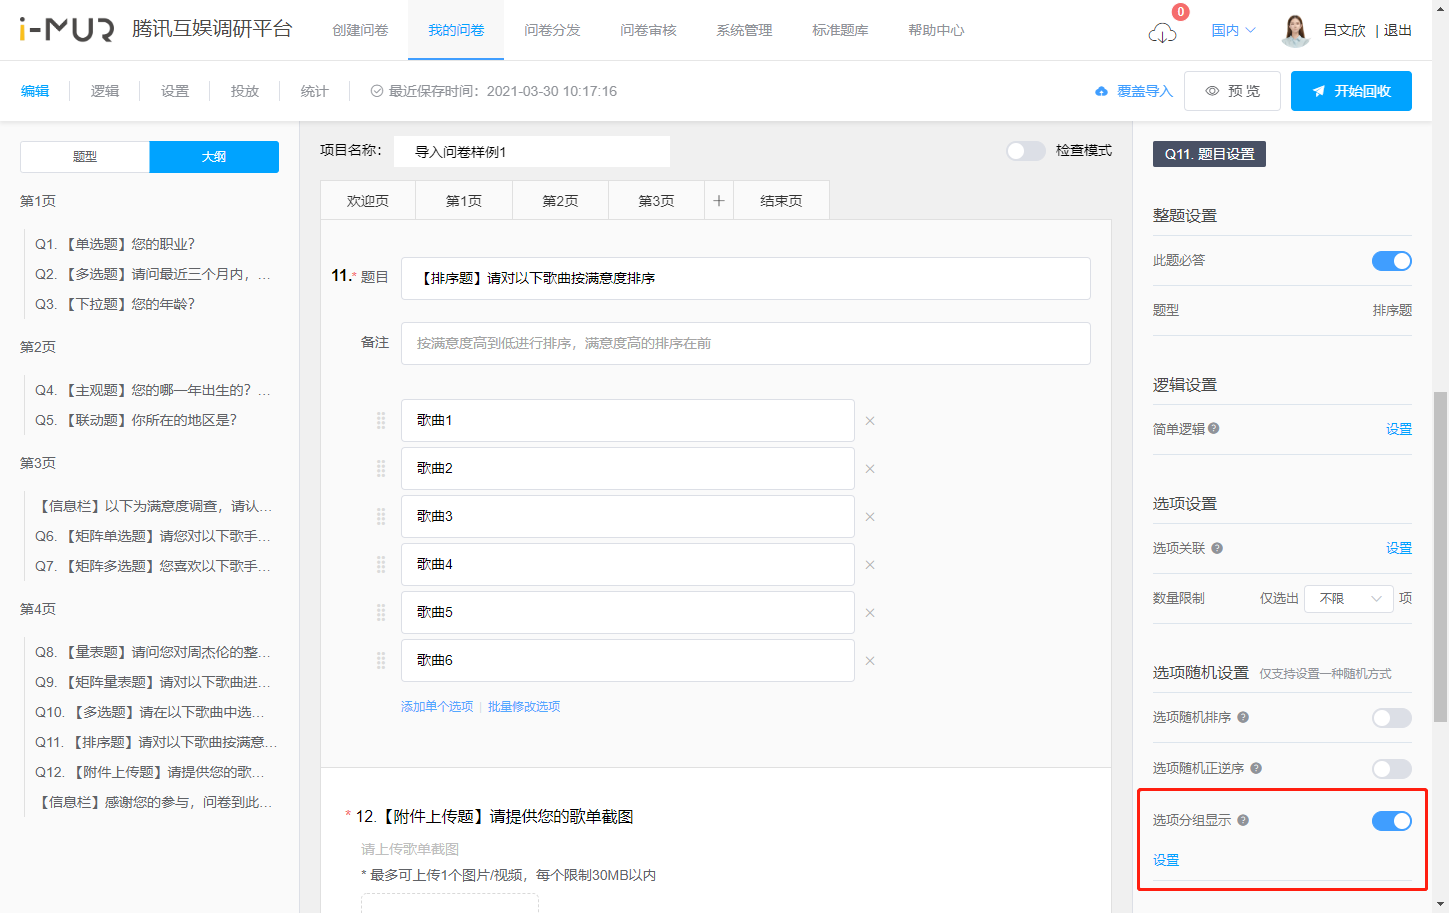 i-MUR 腾讯互娱调研平台 创建问卷 我的问卷 问卷分发 问卷审核 系统管理 标准题库 帮助中心 0 国内 吕文欣 | 退出
编辑 逻辑 设置 投放 统计 最近保存时间：2021-03-30 10:17:16 覆盖导入 预 览 开始回收
题型 大纲
第1页
Q1. 【单选题】您的职业？
Q2. 【多选题】请问最近三个月内，...
Q3. 【下拉题】您的年龄？
第2页
Q4. 【主观题】您的哪一年出生的？...
Q5. 【联动题】你所在的地区是？
第3页
【信息栏】以下为满意度调查，请认...
Q6. 【矩阵单选题】请您对以下歌手...
Q7. 【矩阵多选题】您喜欢以下歌手...
第4页
Q8. 【量表题】请问您对周杰伦的整...
Q9. 【矩阵量表题】请对以下歌曲进...
Q10. 【多选题】请在以下歌曲中选...
Q11. 【排序题】请对以下歌曲按满意...
Q12. 【附件上传题】请提供您的歌...
【信息栏】感谢您的参与，问卷到此...
项目名称： 导入问卷样例1 检查模式
欢迎页 第1页 第2页 第3页 + 结束页
11.* 题目 【排序题】请对以下歌曲按满意度排序
备注 按满意度高到低进行排序，满意度高的排序在前
歌曲1
歌曲2
歌曲3
歌曲4
歌曲5
歌曲6
添加单个选项 | 批量修改选项
* 12.【附件上传题】请提供您的歌单截图
请上传歌单截图
* 最多可上传1个图片/视频，每个限制30MB以内
Q11. 题目设置
整题设置
此题必答
题型 排序题
逻辑设置
简单逻辑 设置
选项设置
选项关联 设置
数量限制 仅选出 不限 项
选项随机设置 仅支持设置一种随机方式
选项随机排序
选项随机正逆序
选项分组显示
设置